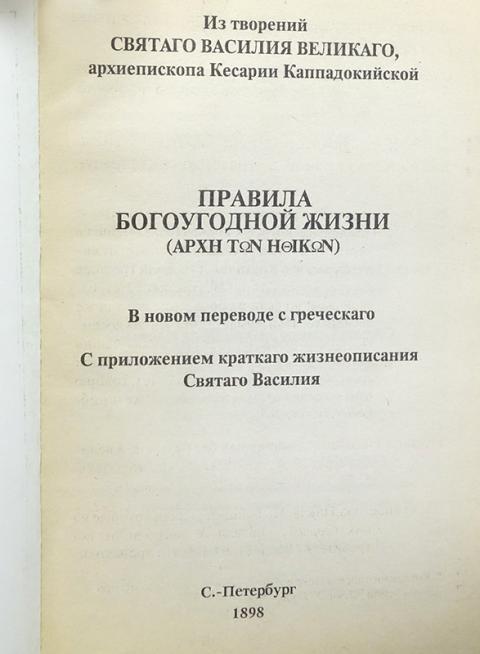 Из творений
СВЯТАГО ВАСИЛИЯ ВЕЛИКАГО,
архиепископа Кесарии Каппадокийской
ПРАВИЛА
БОГОУГОДНОЙ ЖИЗНИ
(ΑΡΧΗ ΤΩΝ ΗΘΙΚΩΝ)
В новом переводе с греческаго
С приложением краткаго жизнеописания
Святаго Василия
С.-Петербург
1898